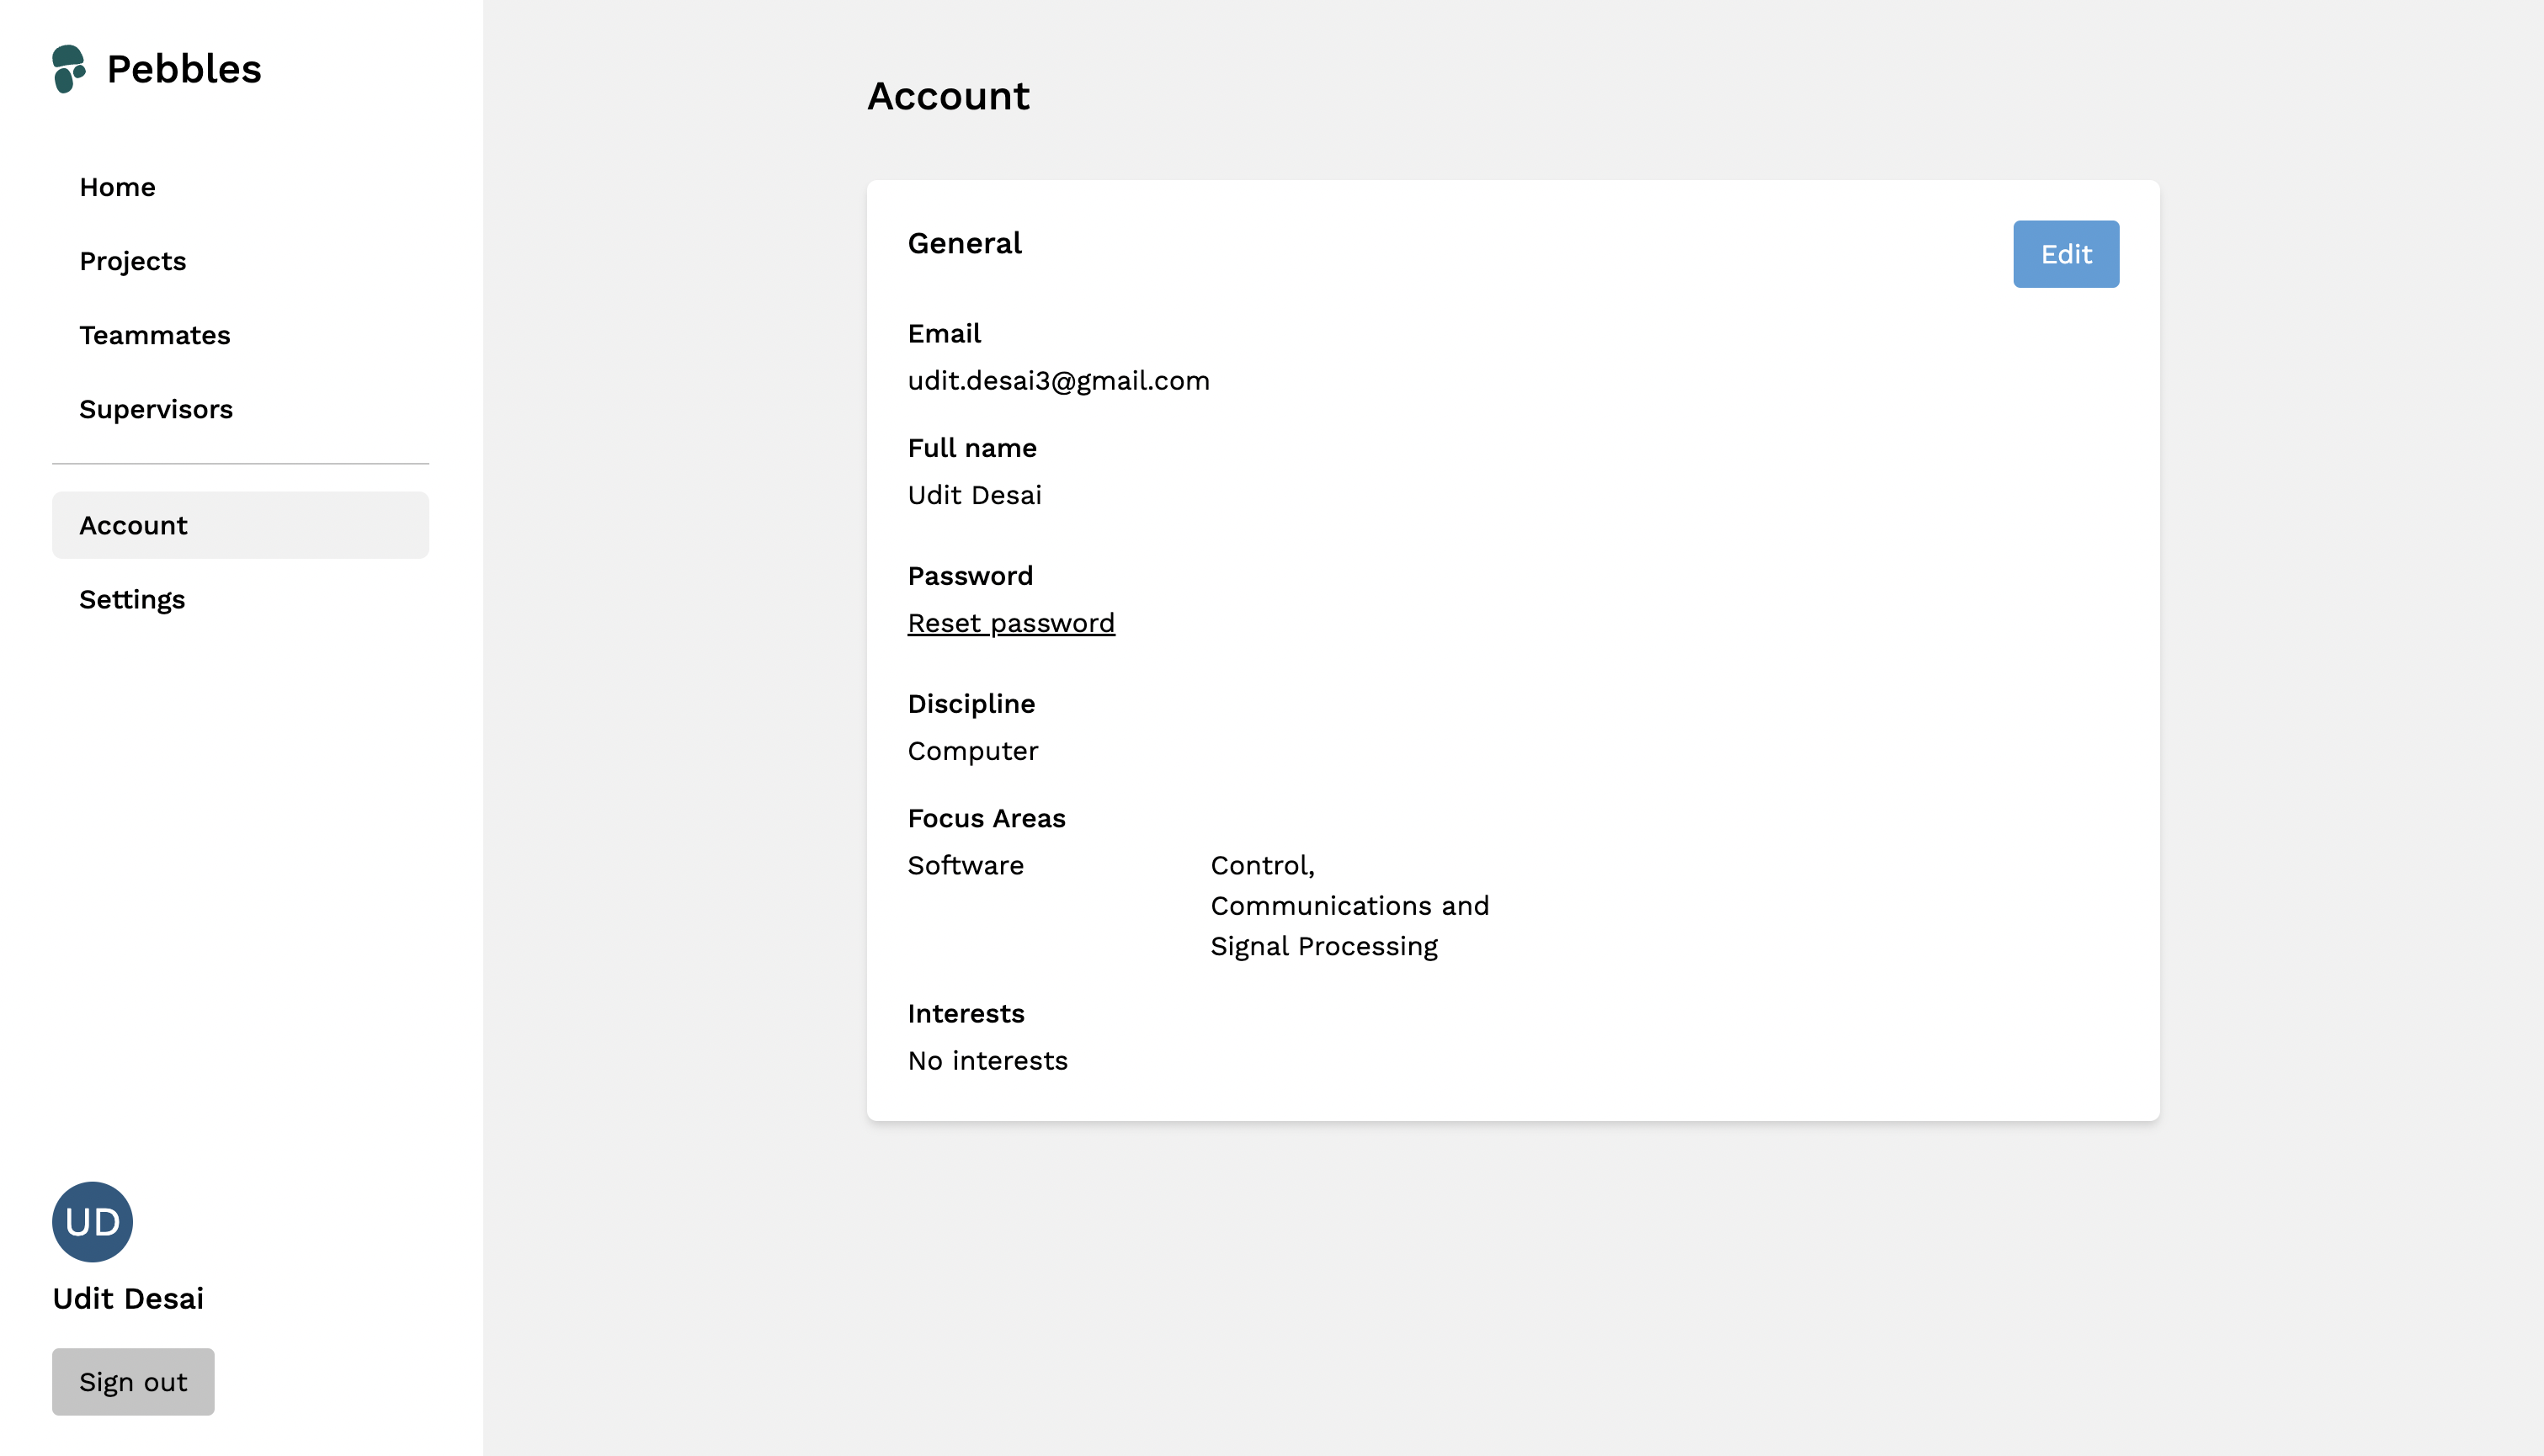 Pebbles
Home
Projects
Teammates
Supervisors
Account
Settings
UD
Udit Desai
Sign out
Account
General
Edit
Email
udit.desai3@gmail.com
Full name
Udit Desai
Password
Reset password
Discipline
Computer
Focus Areas
Software
Control,
Communications and
Signal Processing
Interests
No interests